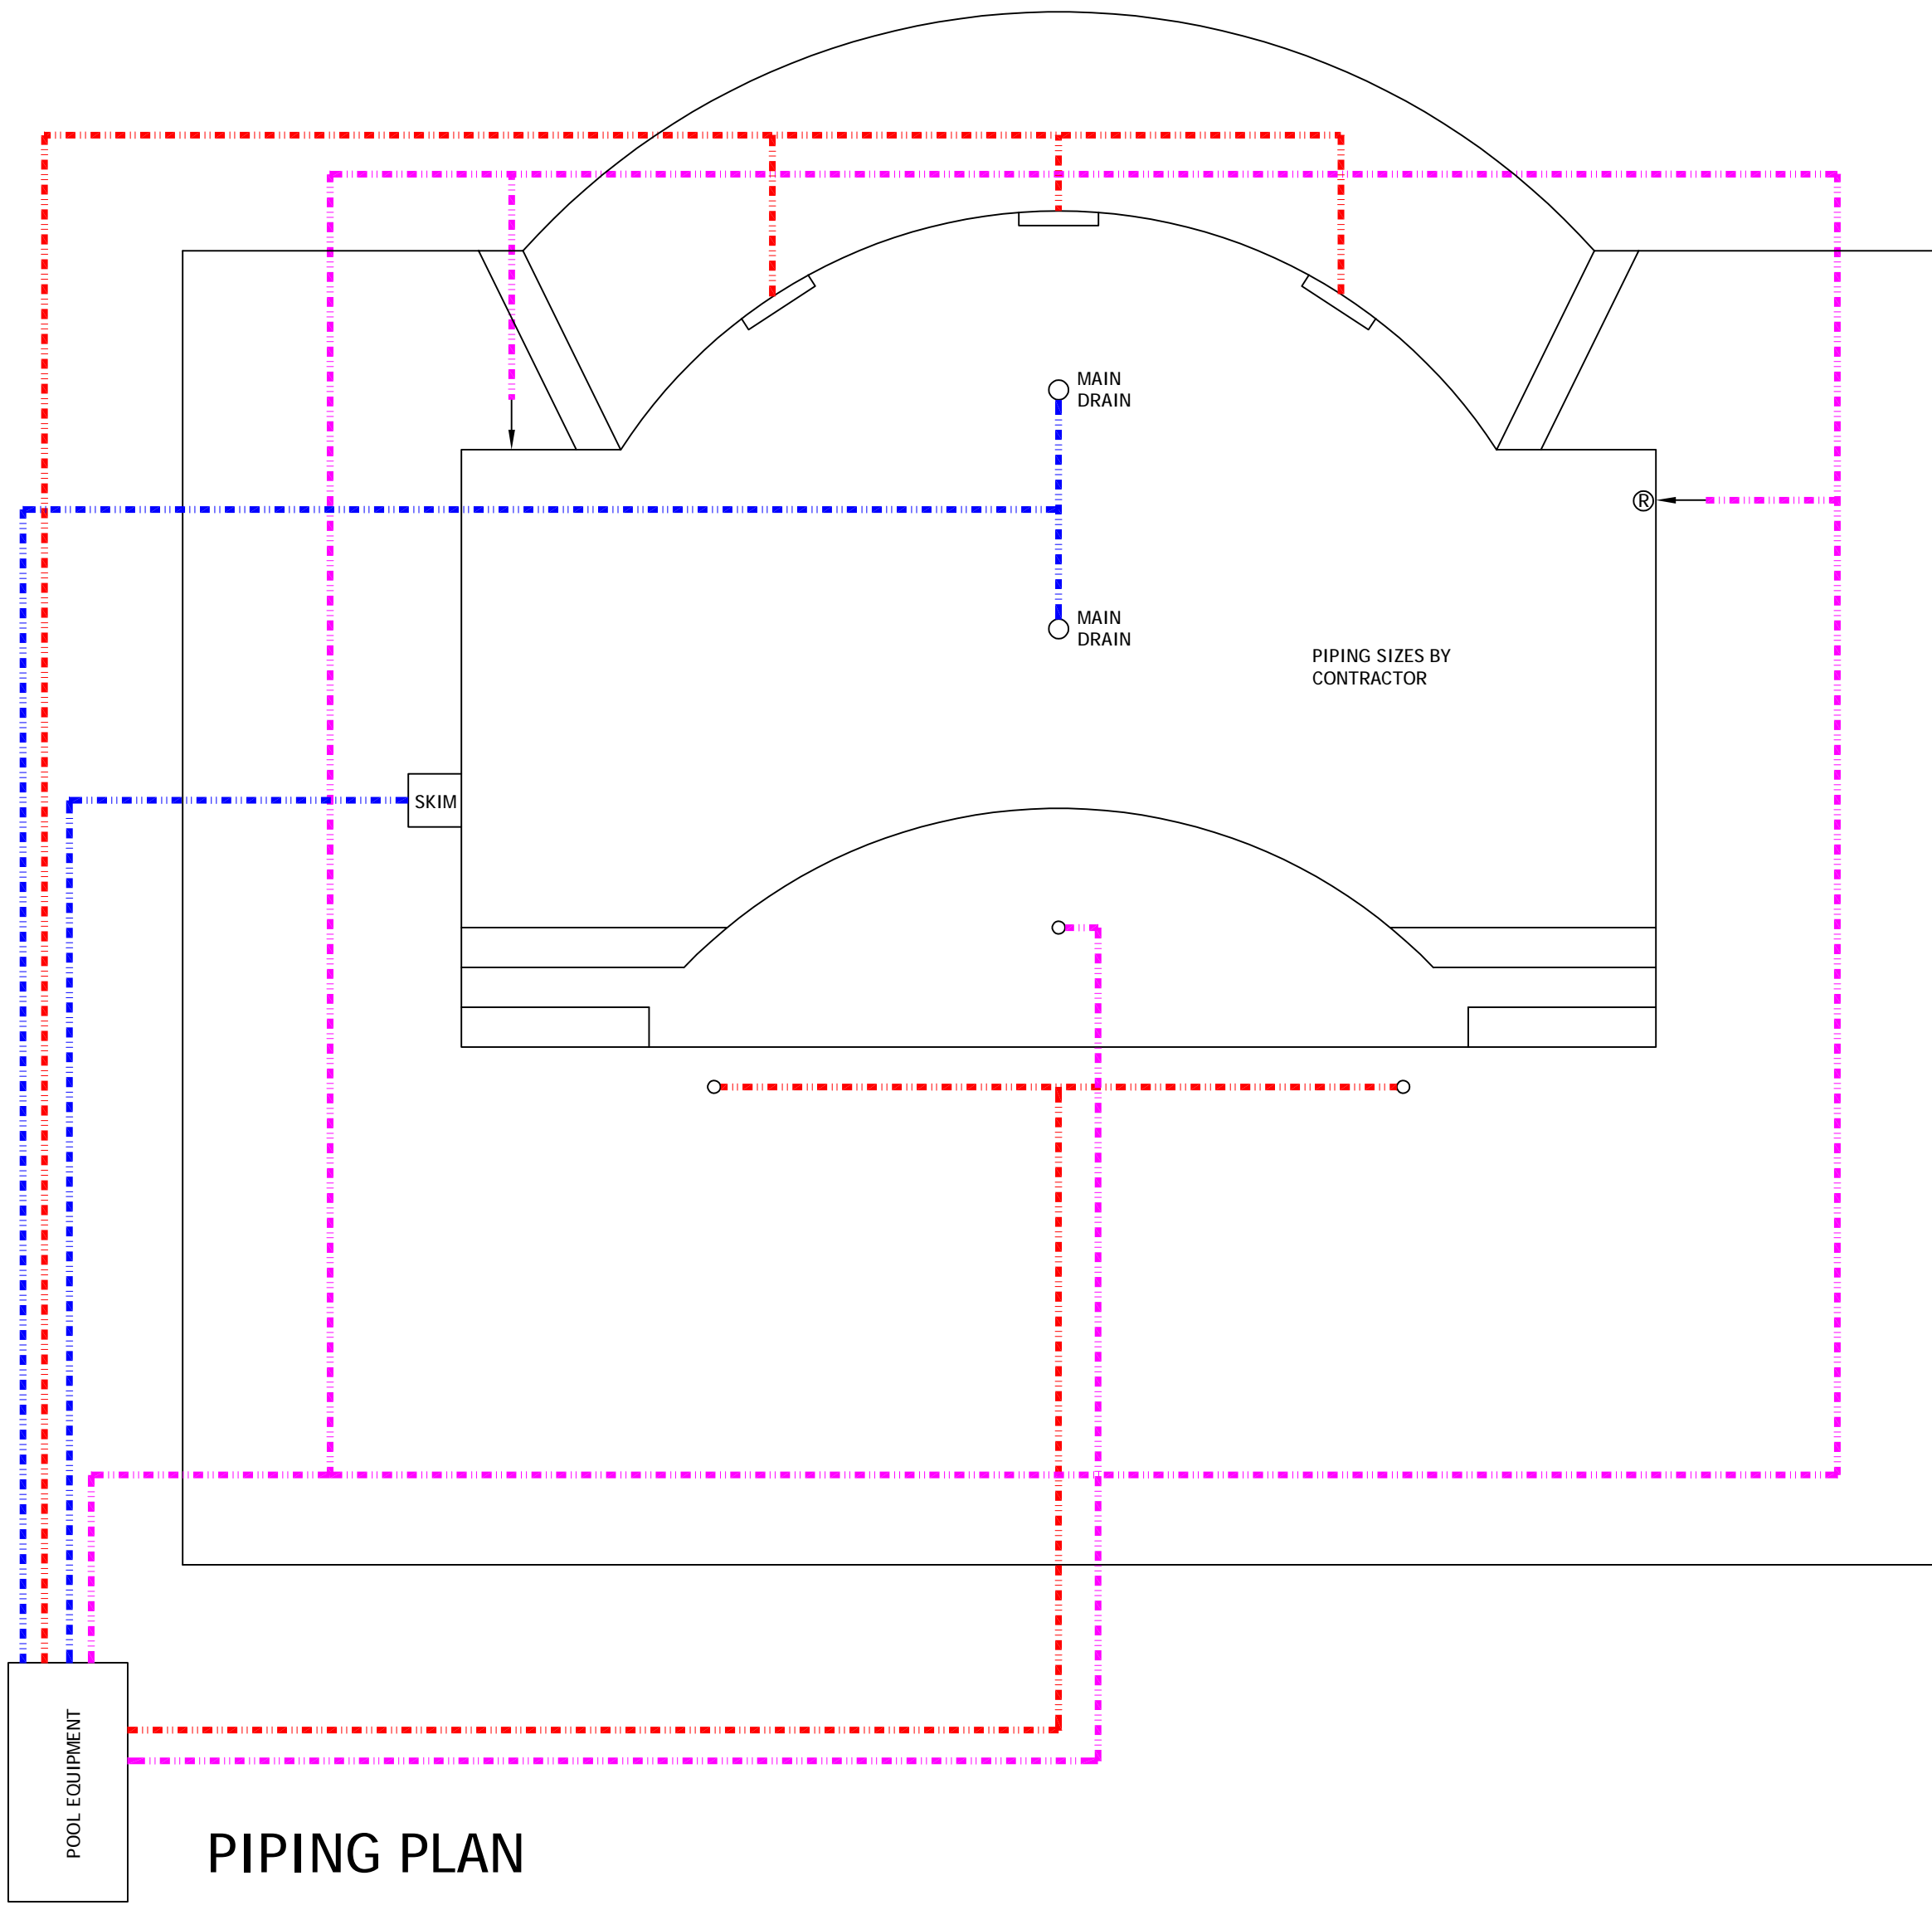 MAIN
DRAIN
®
MAIN
DRAIN
PIPING SIZES BY
CONTRACTOR
SKIM
POOL EQUIPMENT
PIPING PLAN